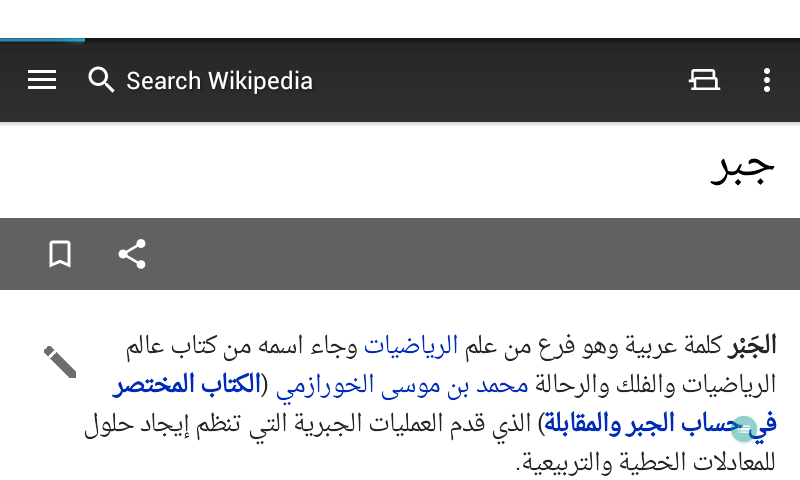 Search Wikipedia
جبر
الجَبْر كلمة عربية وهو فرع من علم الرياضيات وجاء اسمه من كتاب عالم
الرياضيات والفلك والرحالة محمد بن موسى الخورازمي (الكتاب المختصر
في حساب الجبر والمقابلة) الذي قدم العمليات الجبرية التي تنظم إيجاد حلول
للمعادلات الخطية والتربيعية.